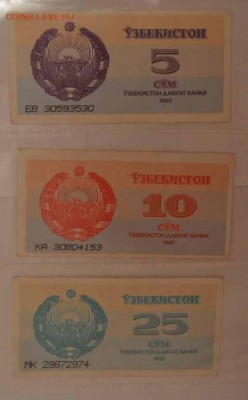 coins.lave.ru
ЎЗБЕКИСТОН
5
СЎМ
ЎЗБЕКИСТОН ДАВЛАТ БАНКИ
1992
ЕВ 30593530
ЎЗБЕКИСТОН
10
СЎМ
ЎЗБЕКИСТОН ДАВЛАТ БАНКИ
1992
КА 30804153
ЎЗБЕКИСТОН
25
СЎМ
ЎЗБЕКИСТОН ДАВЛАТ БАНКИ
1992
МК 29872974